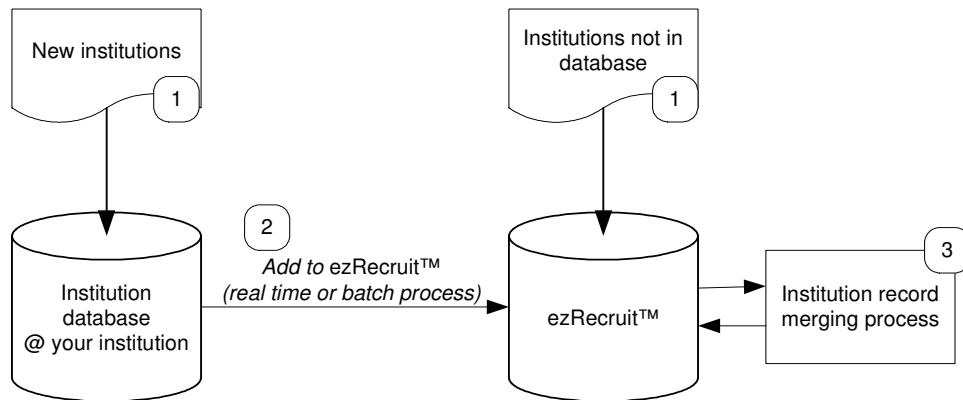 New institutions
1
Institutions not in
database
1
2
Add to ezRecruit™
(real time or batch process)
Institution
database
@ your institution
ezRecruit™
3
Institution record
merging process